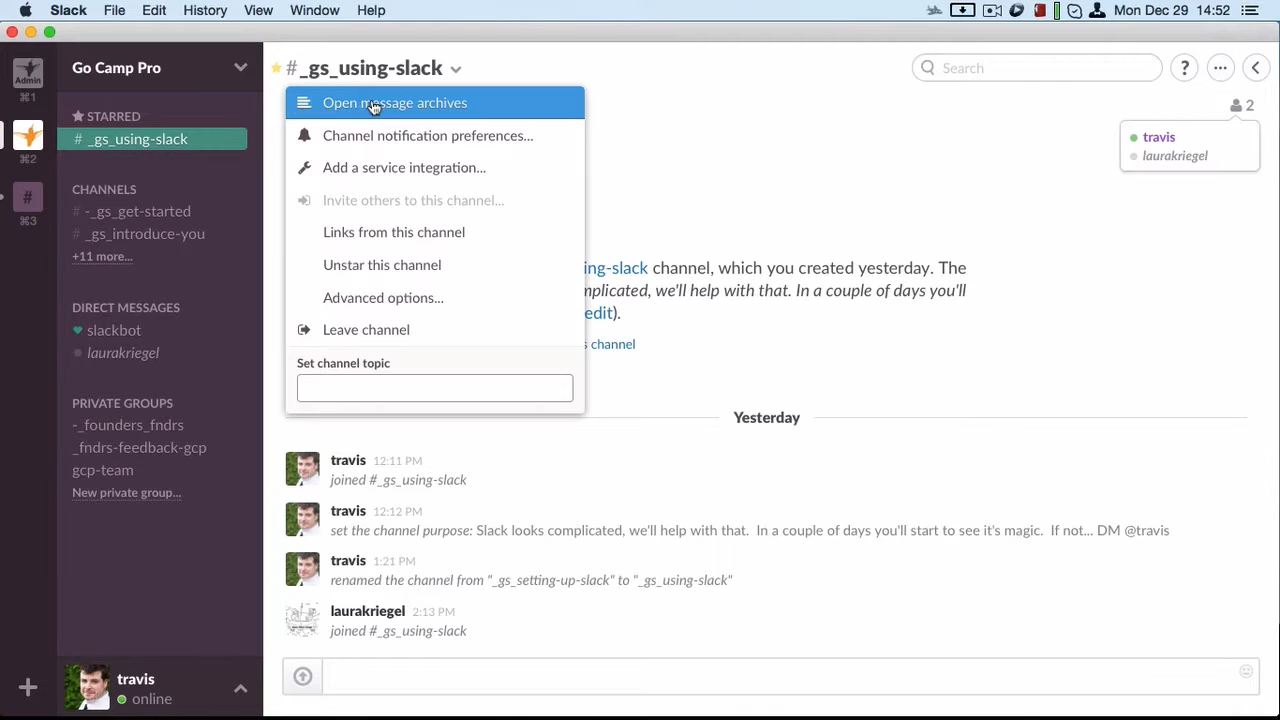 Slack File Edit History View Window Help Mon Dec 29 14:52
Admin
⌘1
⌘2
#
⌘3
Go Camp Pro
STARRED
# _gs_using-slack
CHANNELS
# -_gs_get-started
# _gs_introduce-you
+11 more...
DIRECT MESSAGES
slackbot
laurakriegel
PRIVATE GROUPS
-_founders_fndrs
_fndrs-feedback-gcp
gcp-team
New private group...
travis
online
#_gs_using-slack
Search
?
2
travis
laurakriegel
Open message archives
Channel notification preferences...
Add a service integration...
Invite others to this channel...
Links from this channel
Unstar this channel
Advanced options...
Leave channel
Set channel topic
ing-slack channel, which you created yesterday. The
mplicated, we'll help with that. In a couple of days you'll
edit).
s channel
Yesterday
travis 12:11 PM
joined #_gs_using-slack
travis 12:12 PM
set the channel purpose: Slack looks complicated, we'll help with that. In a couple of days you'll start to see it's magic. If not... DM @travis
travis 1:21 PM
renamed the channel from "_gs_setting-up-slack" to "_gs_using-slack"
laurakriegel 2:13 PM
joined #_gs_using-slack